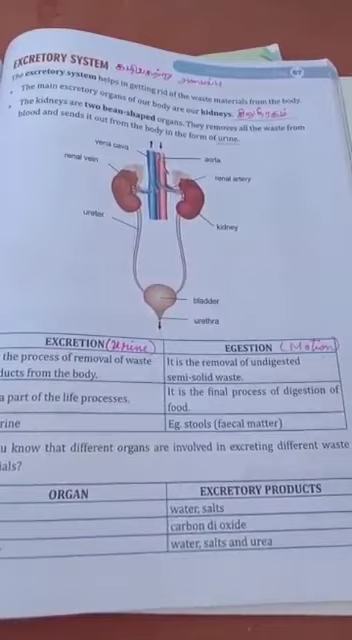 EXCRETORY SYSTEM
67
The excretory system helps in getting rid of the waste materials from the body.
• The main excretory organs of our body are our kidneys.
• The kidneys are two bean-shaped organs. They removes all the waste from
blood and sends it out from the body in the form of urine.
vena cava
aorta
renal vein
renal artery
ureter
kidney
bladder
urethra
EXCRETION (urine) EGESTION (Motion)
the process of removal of waste It is the removal of undigested
ducts from the body. semi-solid waste.
a part of the life processes. It is the final process of digestion of
food.
rine Eg. stools (faecal matter)
u know that different organs are involved in excreting different waste
ials?
ORGAN EXCRETORY PRODUCTS
water, salts
carbon di oxide
water, salts and urea